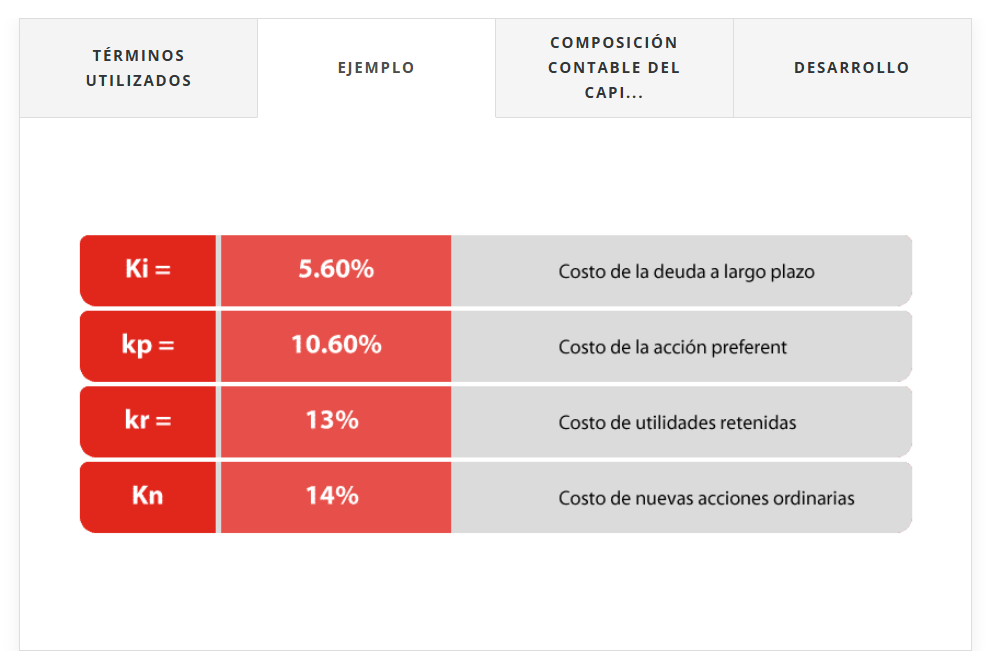 TÉRMINOS
UTILIZADOS
EJEMPLO
COMPOSICIÓN
CONTABLE DEL
CAPI...
DESARROLLO
Ki = 5.60% Costo de la deuda a largo plazo
kp = 10.60% Costo de la acción preferent
kr = 13% Costo de utilidades retenidas
Kn 14% Costo de nuevas acciones ordinarias